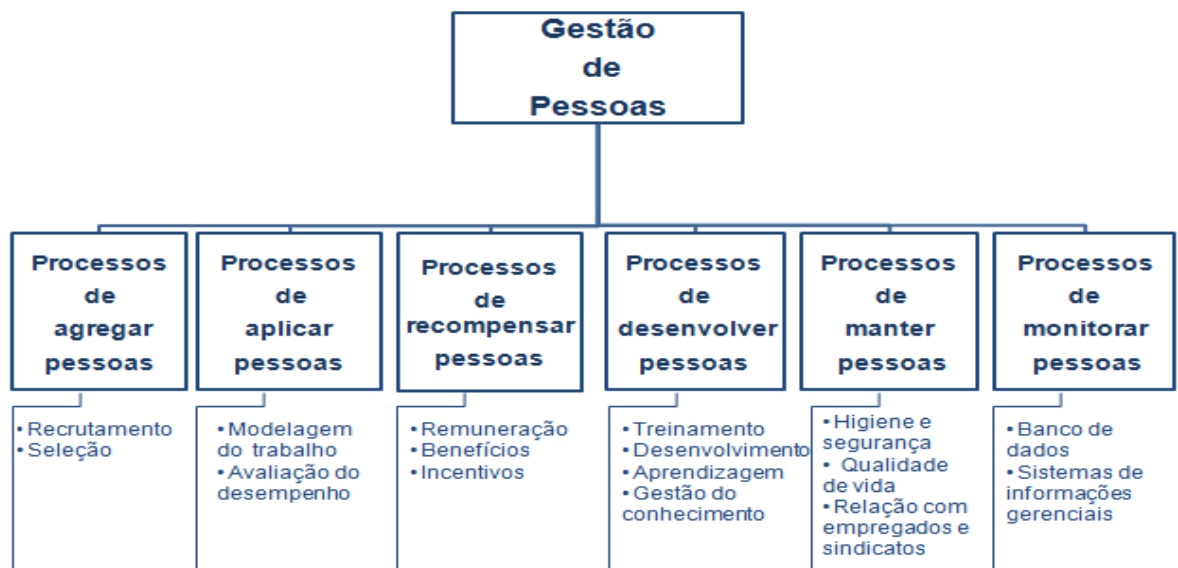 Gestão
de
Pessoas
Processos
de
agregar
pessoas
Processos
de
aplicar
pessoas
Processos
de
recompensar
pessoas
Processos
de
desenvolver
pessoas
Processos
de
manter
pessoas
Processos
de
monitorar
pessoas
• Recrutamento
• Seleção
• Modelagem
do trabalho
• Avaliação do
desempenho
• Remuneração
• Benefícios
• Incentivos
• Treinamento
• Desenvolvimento
• Aprendizagem
• Gestão do
conhecimento
• Higiene e
segurança
• Qualidade
de vida
• Relação com
empregados e
sindicatos
• Banco de
dados
• Sistemas de
informações
gerenciais